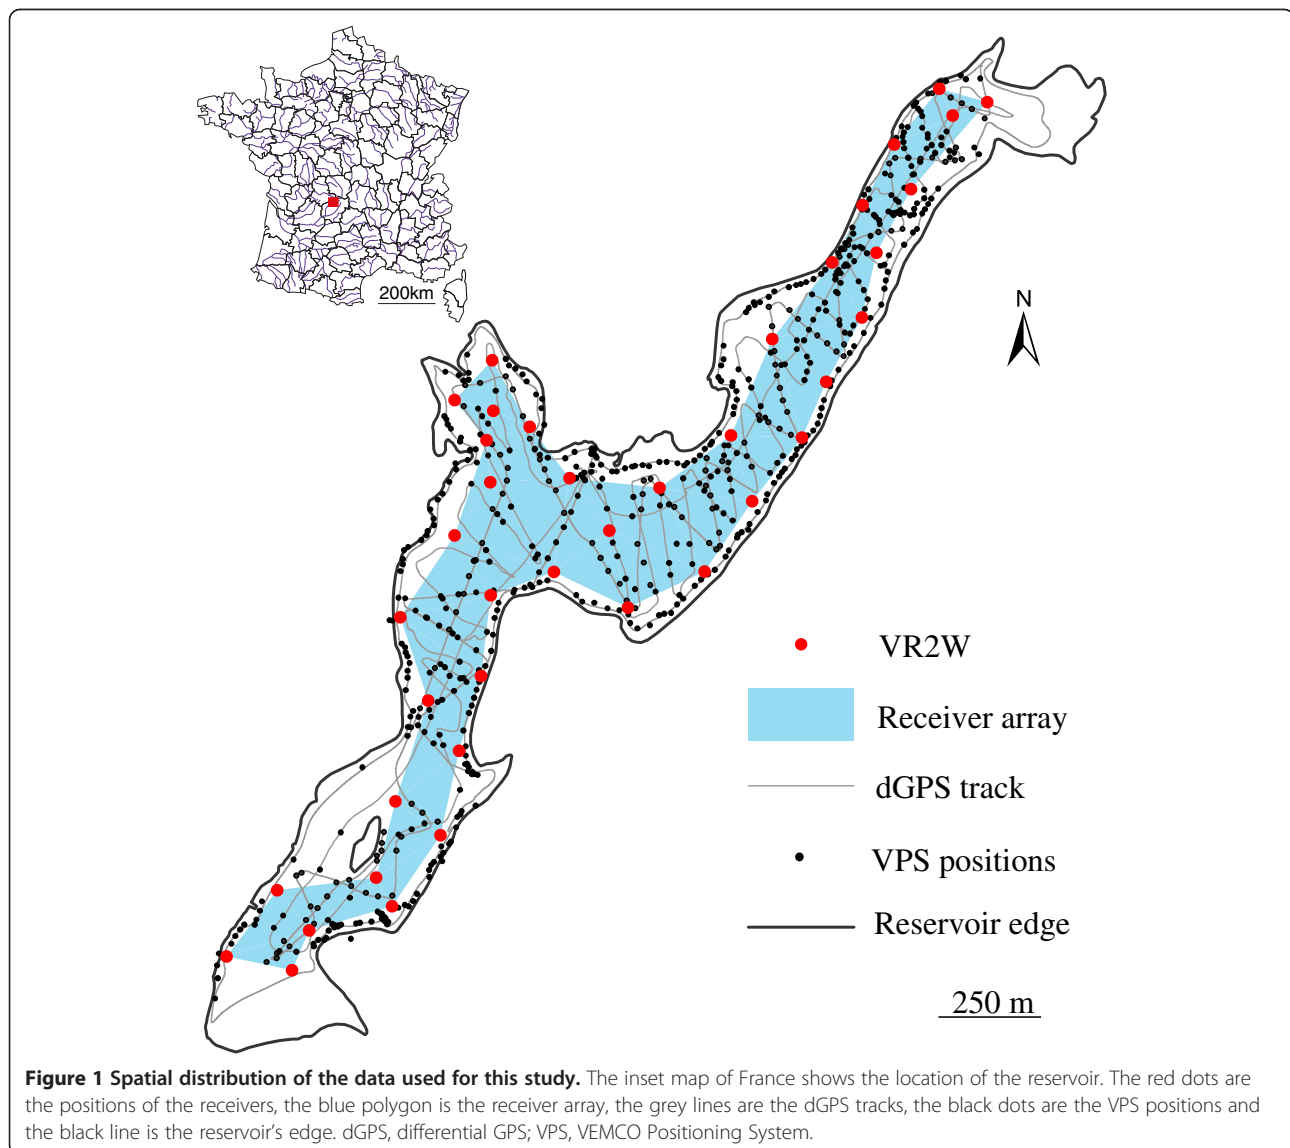 200km
N
VR2W
Receiver array
dGPS track
VPS positions
Reservoir edge
250 m
Figure 1 Spatial distribution of the data used for this study. The inset map of France shows the location of the reservoir. The red dots are
the positions of the receivers, the blue polygon is the receiver array, the grey lines are the dGPS tracks, the black dots are the VPS positions and
the black line is the reservoir's edge. dGPS, differential GPS; VPS, VEMCO Positioning System.